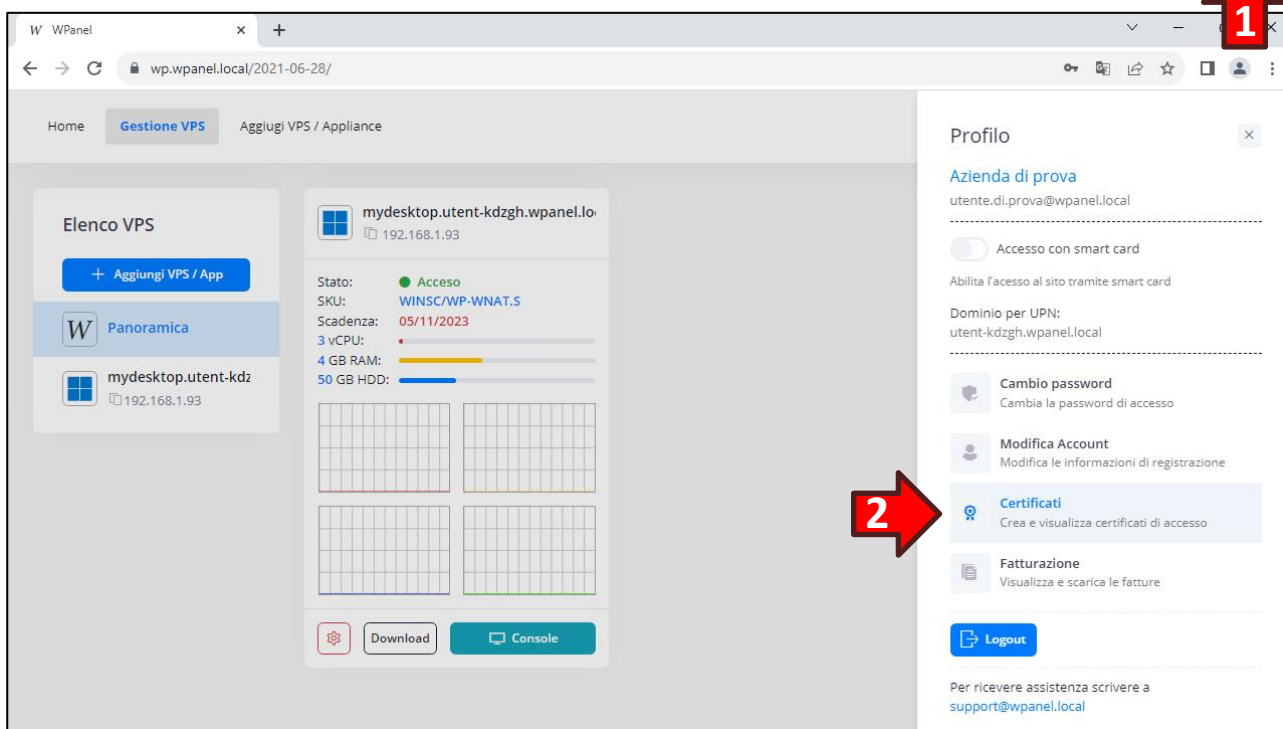 1
W WPanel
wp.wpanel.local/2021-06-28/
Home Gestione VPS Aggiugi VPS / Appliance
Elenco VPS
+ Aggiungi VPS / App
W Panoramica
mydesktop.utent-kdz
192.168.1.93
mydesktop.utent-kdzgh.wpanel.lo
192.168.1.93
Stato: Acceso
SKU: WINSC/WP-WNAT.S
Scadenza: 05/11/2023
3 vCPU:
4 GB RAM:
50 GB HDD:
Download Console
Profilo
Azienda di prova
utente.di.prova@wpanel.local
Accesso con smart card
Abilita l'acesso al sito tramite smart card
Dominio per UPN:
utent-kdzgh.wpanel.local
Cambio password
Cambia la password di accesso
Modifica Account
Modifica le informazioni di registrazione
2
Certificati
Crea e visualizza certificati di accesso
Fatturazione
Visualizza e scarica le fatture
Logout
Per ricevere assistenza scrivere a
support@wpanel.local